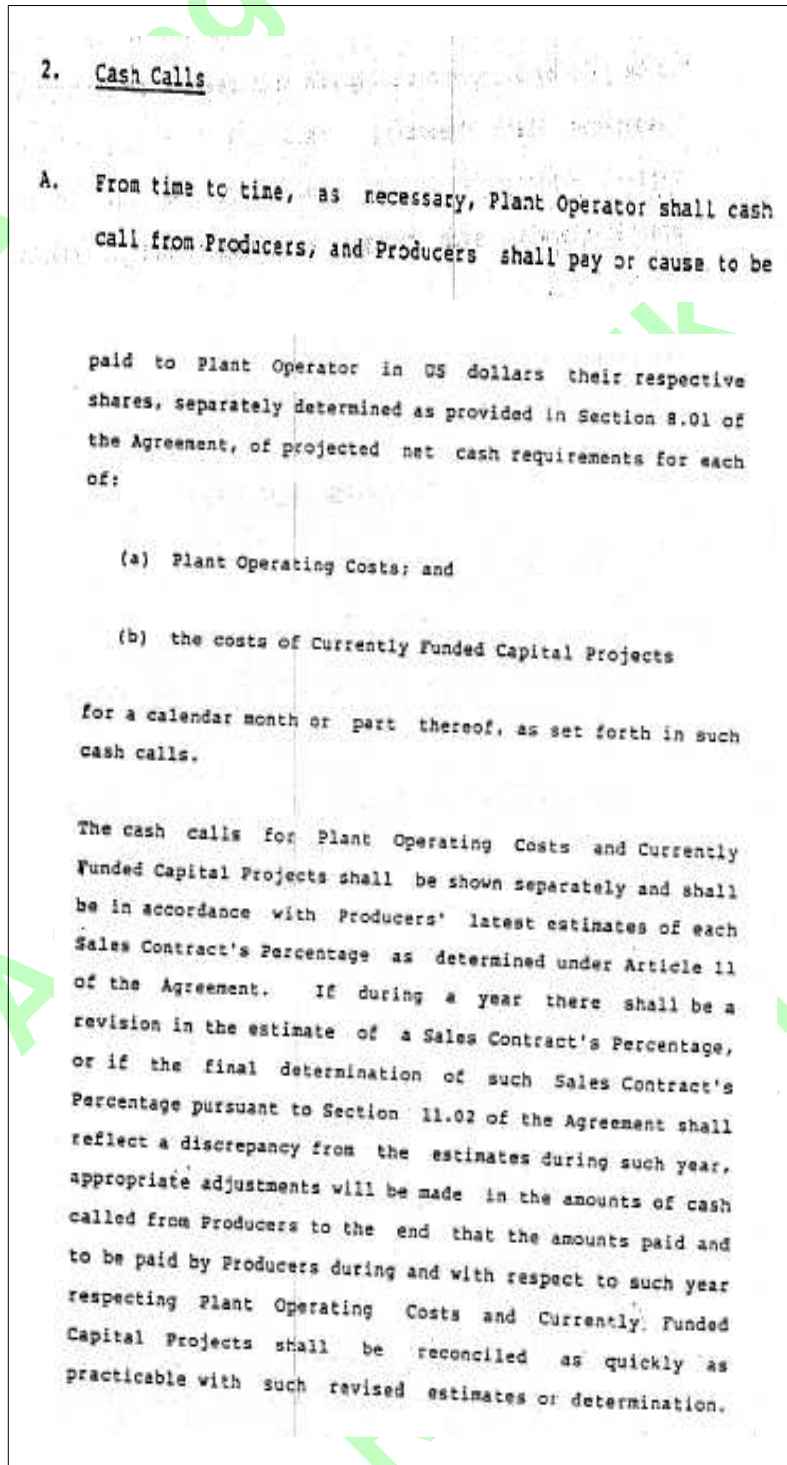 2. Cash Calls
A. From time to tine, as necessary, Plant Operator shall cash
call from Producers, and Producers shall pay or cause to be
paid to Plant Operator in US dollars their respective
shares, separately determined as provided in Section 8.01 of
the Agreement, of projected net cash requirements for each
of:
(a) Plant Operating Costs; and
(b) the costs of Currently Funded Capital Projects
for a calendar month or part thereof, as set forth in such
cash calls.
The cash calls for Plant Operating Costs and Currently
Funded Capital Projects shall be shown separately and shall
be in accordance with Producers' latest estimates of each
Sales Contract's Percentage as determined under Article 11
of the Agreement. If during a year there shall be a
revision in the estimate of a Sales Contract's Percentage,
or if the final determination of such Sales Contract's
Percentage pursuant to Section 11.02 of the Agreement shall
reflect a discrepancy from the estimates during such year,
appropriate adjustments will be made in the amounts of cash
called from Producers to the end that the amounts paid and
to be paid by Producers during and with respect to such year
respecting Plant Operating Costs and Currently Funded
Capital Projects shall be reconciled as quickly as
practicable with such revised estimates or determination.